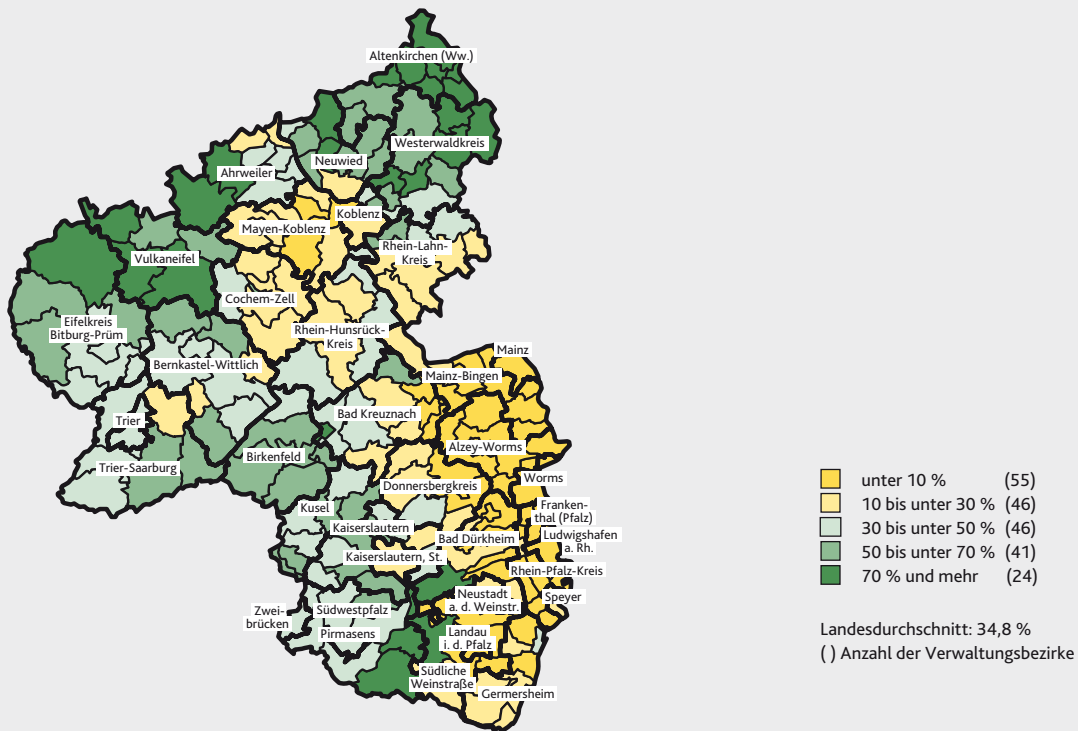 Altenkirchen (Ww.)
Westerwaldkreis
Neuwied
Ahrweiler
Koblenz
Mayen-Koblenz
Rhein-Lahn-
Kreis
Vulkaneifel
Cochem-Zell
Eifelkreis
Bitburg-Prüm
Rhein-Hunsrück-
Kreis
Mainz
Bernkastel-Wittlich
Mainz-Bingen
Bad Kreuznach
Trier
Alzey-Worms
Birkenfeld
Trier-Saarburg
Donnersbergkreis
Worms
Kusel
Franken-
thal (Pfalz)
Kaiserslautern
Bad Dürkheim
Ludwigshafen
a. Rh.
Kaiserslautern, St.
Rhein-Pfalz-Kreis
Neustadt
a. d. Weinstr.
Speyer
Zwei-
brücken
Südwestpfalz
Pirmasens
Landau
i. d. Pfalz
Südliche
Weinstraße
Germersheim
unter 10 % (55)
10 bis unter 30 % (46)
30 bis unter 50 % (46)
50 bis unter 70 % (41)
70 % und mehr (24)
Landesdurchschnitt: 34,8 %
( ) Anzahl der Verwaltungsbezirke